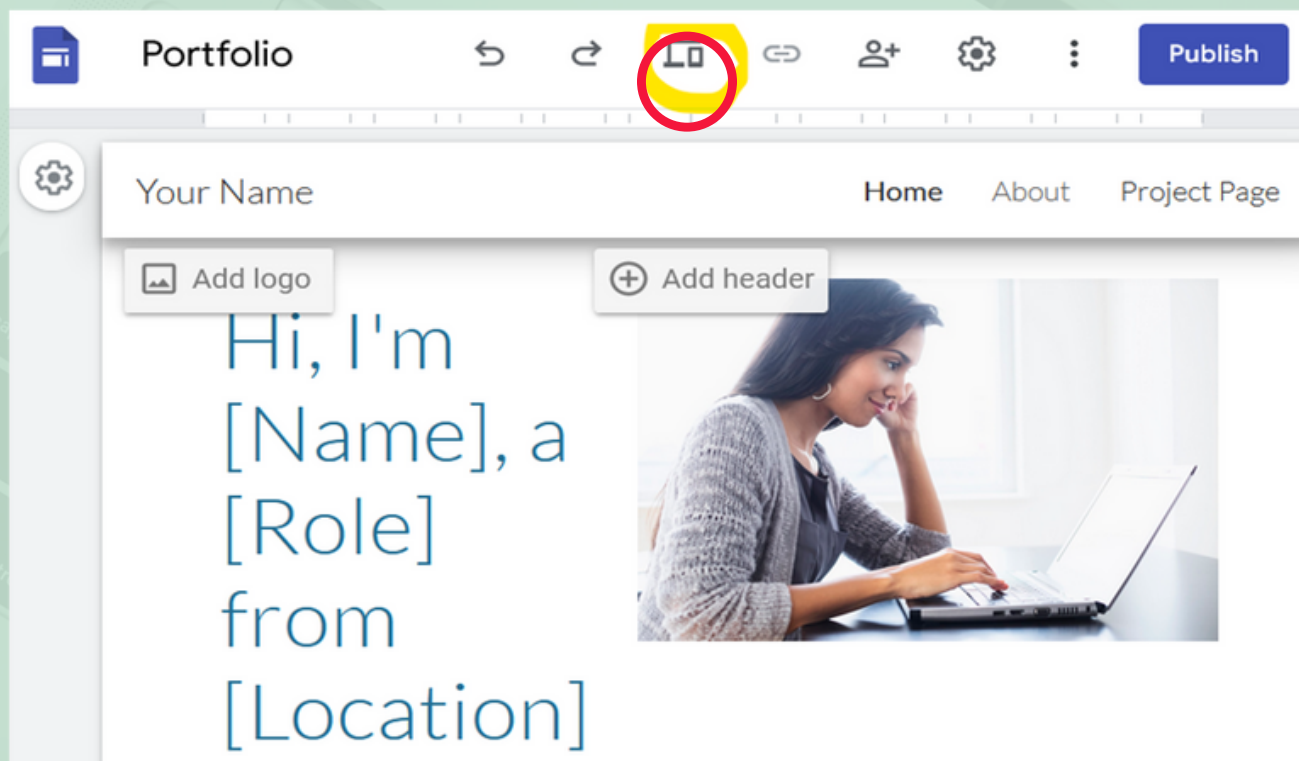 Portfolio
Publish
Your Name
Home About Project Page
Add logo
Add header
Hi, I'm
[Name], a
[Role]
from
[Location]